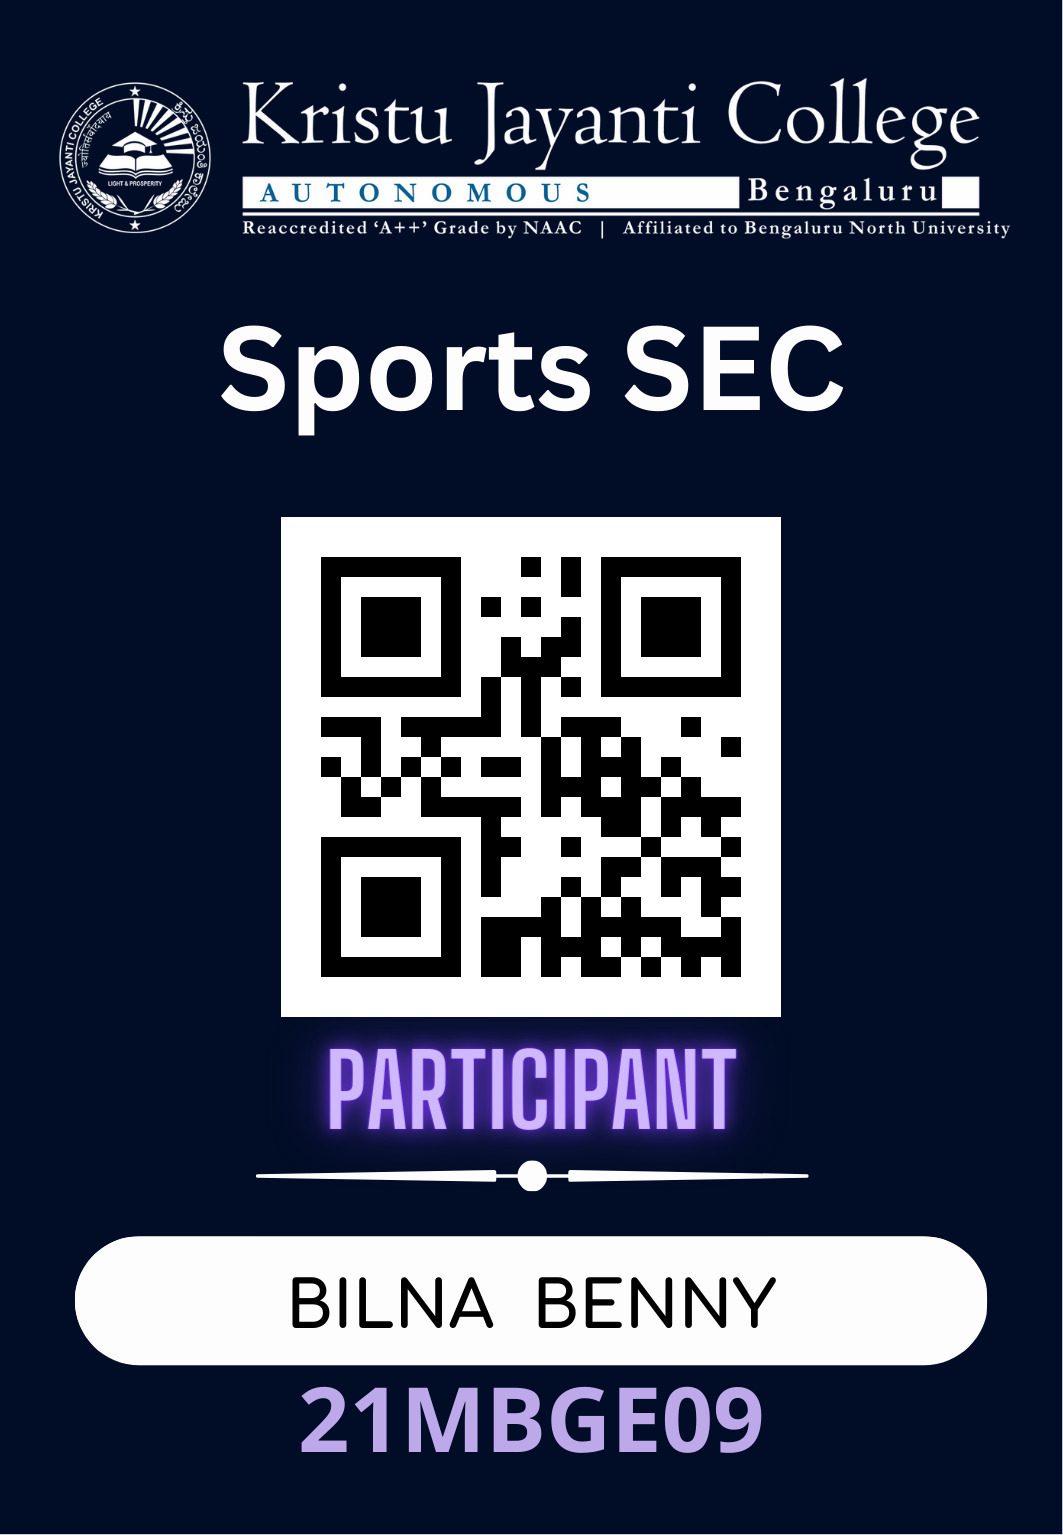 Kristu Jayanti College
AUTONOMOUS Bengaluru
Reaccredited ‘A++’ Grade by NAAC | Affiliated to Bengaluru North University
KRISTU JAYANTI COLLEGE
LIGHT & PROSPERITY
Sports SEC
PARTICIPANT
BILNA BENNY
21MBGE09